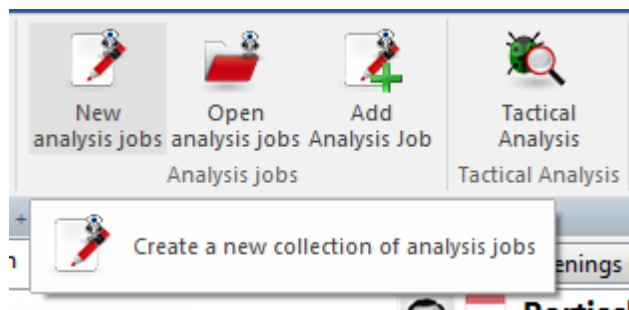 New
analysis jobs
Open
analysis jobs
Add
Analysis Job
Tactical
Analysis
Analysis jobs
Tactical Analysis
+
Create a new collection of analysis jobs
enings